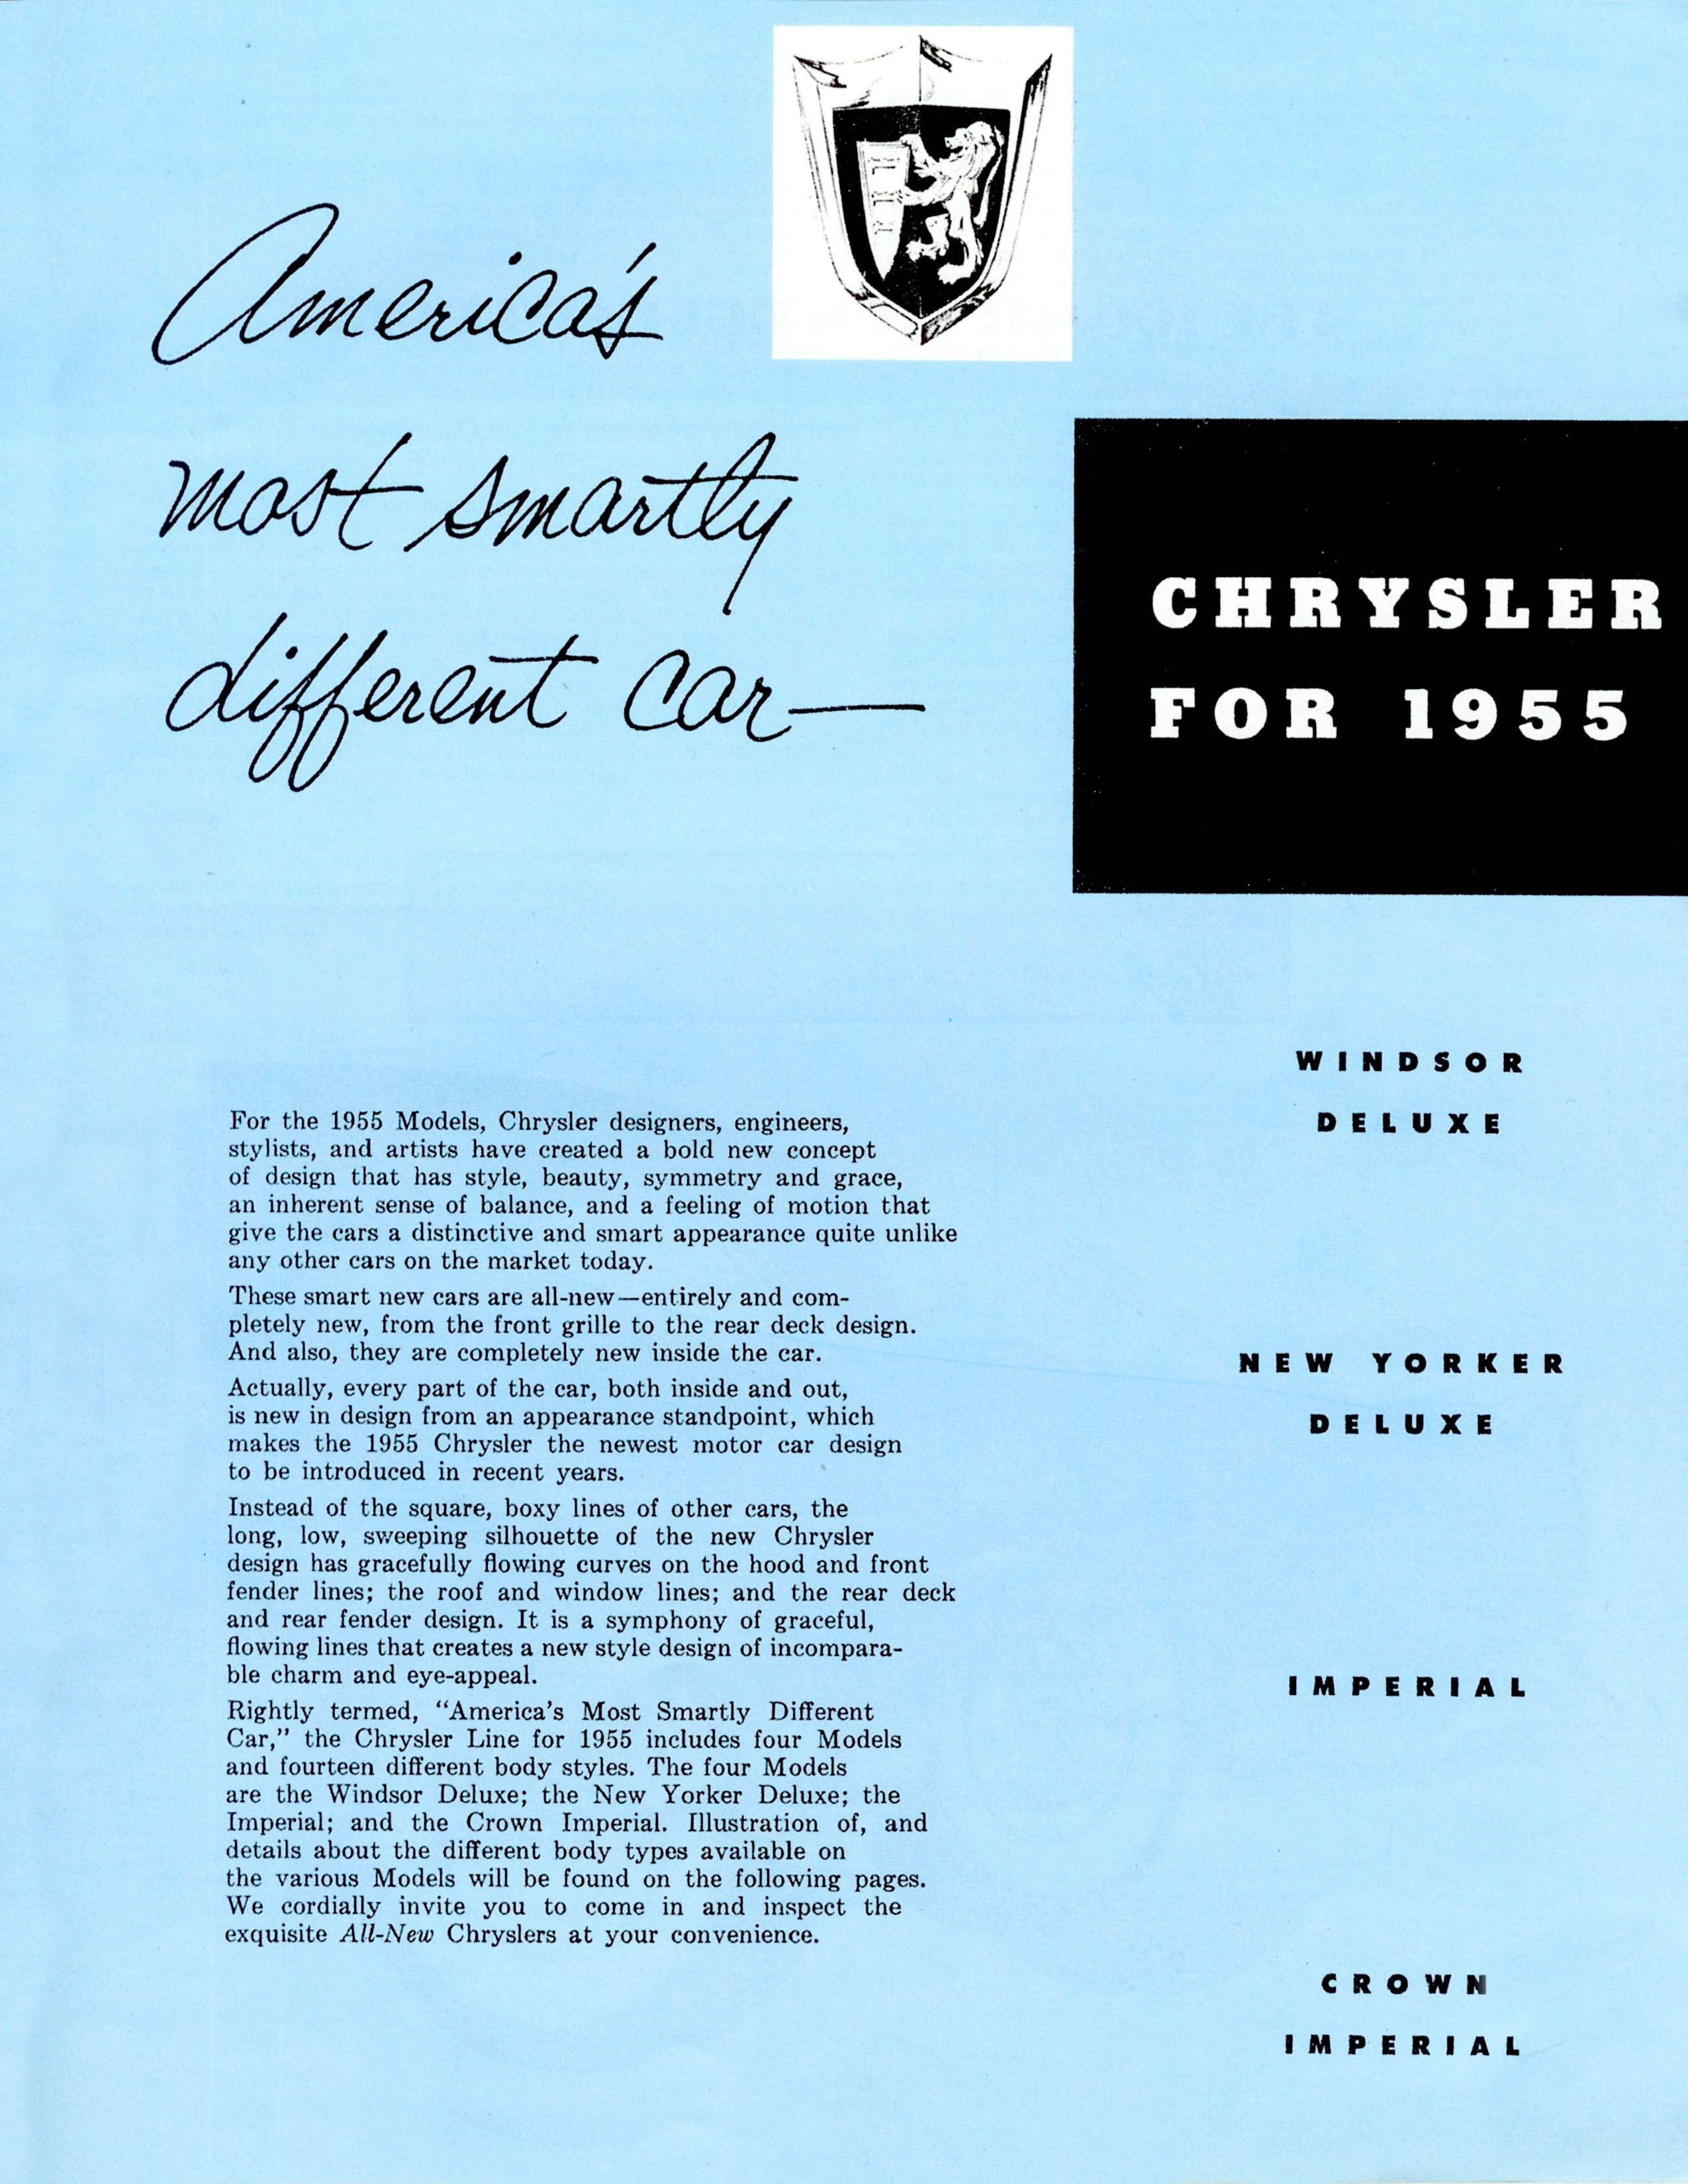 America's
most smartly
different car—
CHRYSLER
FOR 1955
For the 1955 Models, Chrysler designers, engineers,
stylists, and artists have created a bold new concept
of design that has style, beauty, symmetry and grace,
an inherent sense of balance, and a feeling of motion that
give the cars a distinctive and smart appearance quite unlike
any other cars on the market today.
These smart new cars are all-new—entirely and com-
pletely new, from the front grille to the rear deck design.
And also, they are completely new inside the car.
Actually, every part of the car, both inside and out,
is new in design from an appearance standpoint, which
makes the 1955 Chrysler the newest motor car design
to be introduced in recent years.
Instead of the square, boxy lines of other cars, the
long, low, sweeping silhouette of the new Chrysler
design has gracefully flowing curves on the hood and front
fender lines; the roof and window lines; and the rear deck
and rear fender design. It is a symphony of graceful,
flowing lines that creates a new style design of incompara-
ble charm and eye-appeal.
Rightly termed, “America's Most Smartly Different
Car,” the Chrysler Line for 1955 includes four Models
and fourteen different body styles. The four Models
are the Windsor Deluxe; the New Yorker Deluxe; the
Imperial; and the Crown Imperial. Illustration of, and
details about the different body types available on
the various Models will be found on the following pages.
We cordially invite you to come in and inspect the
exquisite All-New Chryslers at your convenience.
WINDSOR
DELUXE
NEW YORKER
DELUXE
IMPERIAL
CROWN
IMPERIAL